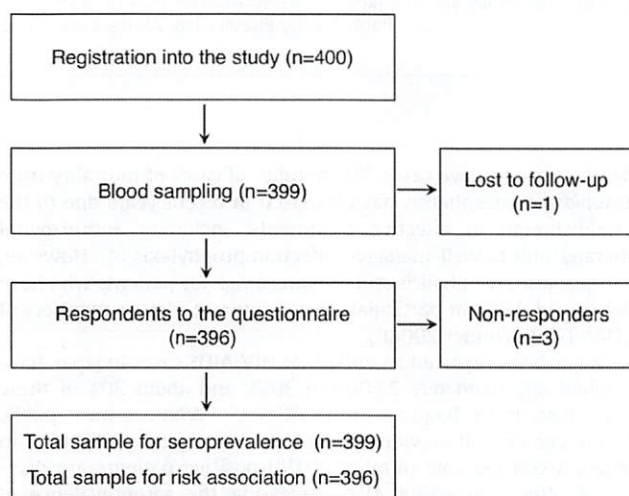 Registration into the study (n=400)
Blood sampling (n=399)
Lost to follow-up
(n=1)
Respondents to the questionnaire
(n=396)
Non-responders
(n=3)
Total sample for seroprevalence (n=399)
Total sample for risk association (n=396)